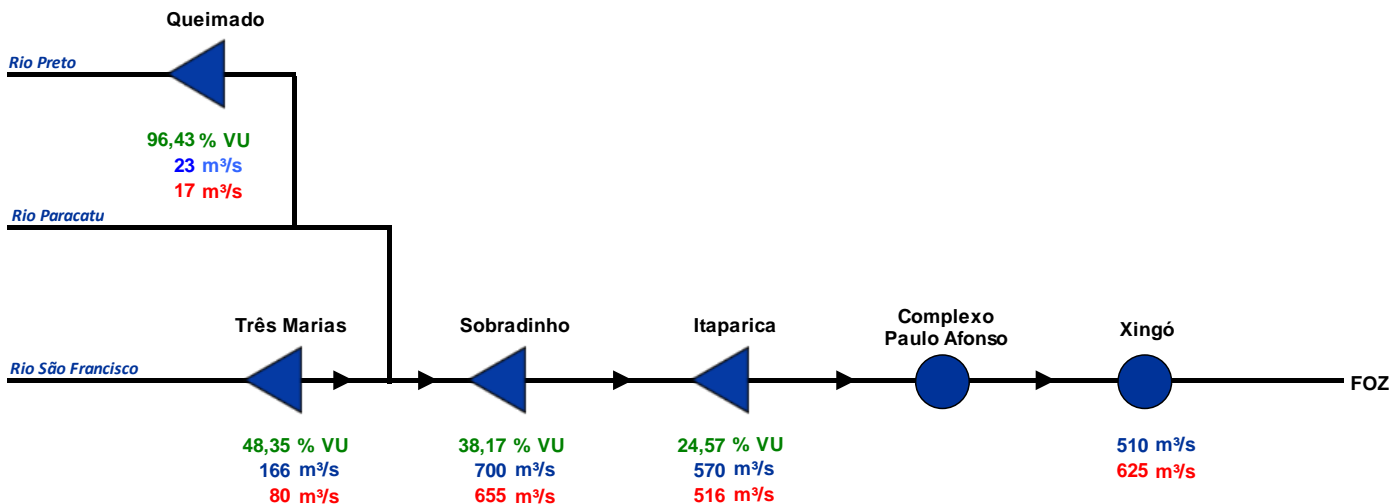 Queimado
Rio Preto
96,43 % VU
23 m³/s
17 m³/s
Rio Paracatu
Três Marias
Sobradinho
Itaparica
Complexo
Paulo Afonso
Xingó
Rio São Francisco
FOZ
48,35 % VU
166 m³/s
80 m³/s
38,17 % VU
700 m³/s
655 m³/s
24,57 % VU
570 m³/s
516 m³/s
510 m³/s
625 m³/s